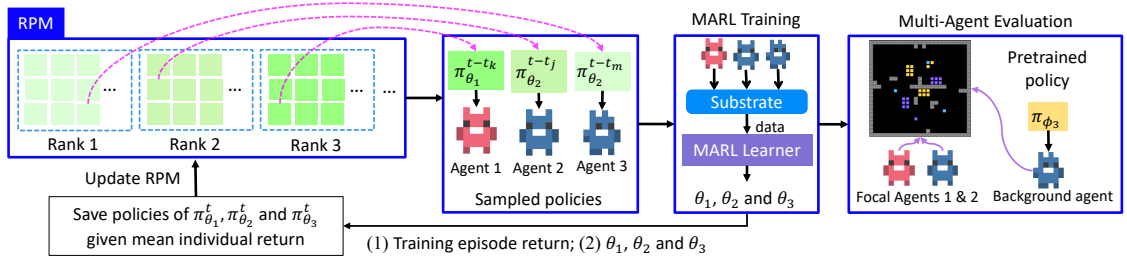 RPM
...
...
...
...
Rank 1
Rank 2
Rank 3
Update RPM
Save policies of π^t_{θ_1}, π^t_{θ_2} and π^t_{θ_3}
given mean individual return
π^{t−t_k}_{θ_1}
π^{t−t_j}_{θ_2}
π^{t−t_m}_{θ_2}
Agent 1
Agent 2
Agent 3
Sampled policies
MARL Training
Substrate
data
MARL Learner
θ_1, θ_2 and θ_3
(1) Training episode return; (2) θ_1, θ_2 and θ_3
Multi-Agent Evaluation
Pretrained
policy
π_{ϕ_3}
Focal Agents 1 & 2
Background agent